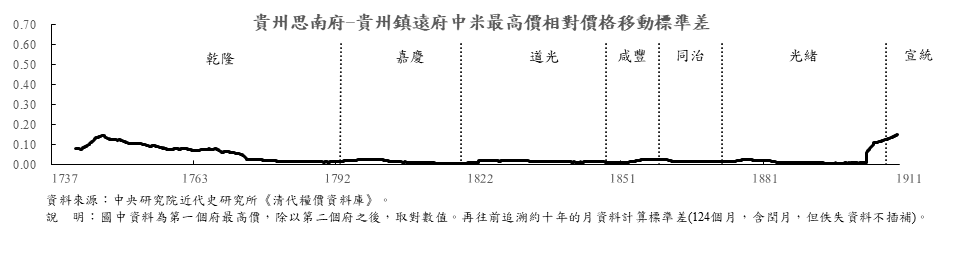 貴州思南府-貴州鎮遠府中米最高價相對價格移動標準差
0.70
0.60
0.50
0.40
0.30
0.20
0.10
0.00
乾隆 嘉慶 道光 咸豐 同治 光緒 宣統
1737 1763 1792 1822 1851 1881 1911
資料來源：中央研究院近代史研究所《清代糧價資料庫》。
說　明：圖中資料為第一個府最高價，除以第二個府之後，取對數值。再往前追溯約十年的月資料計算標準差(124個月，含閏月，但佚失資料不插補)。